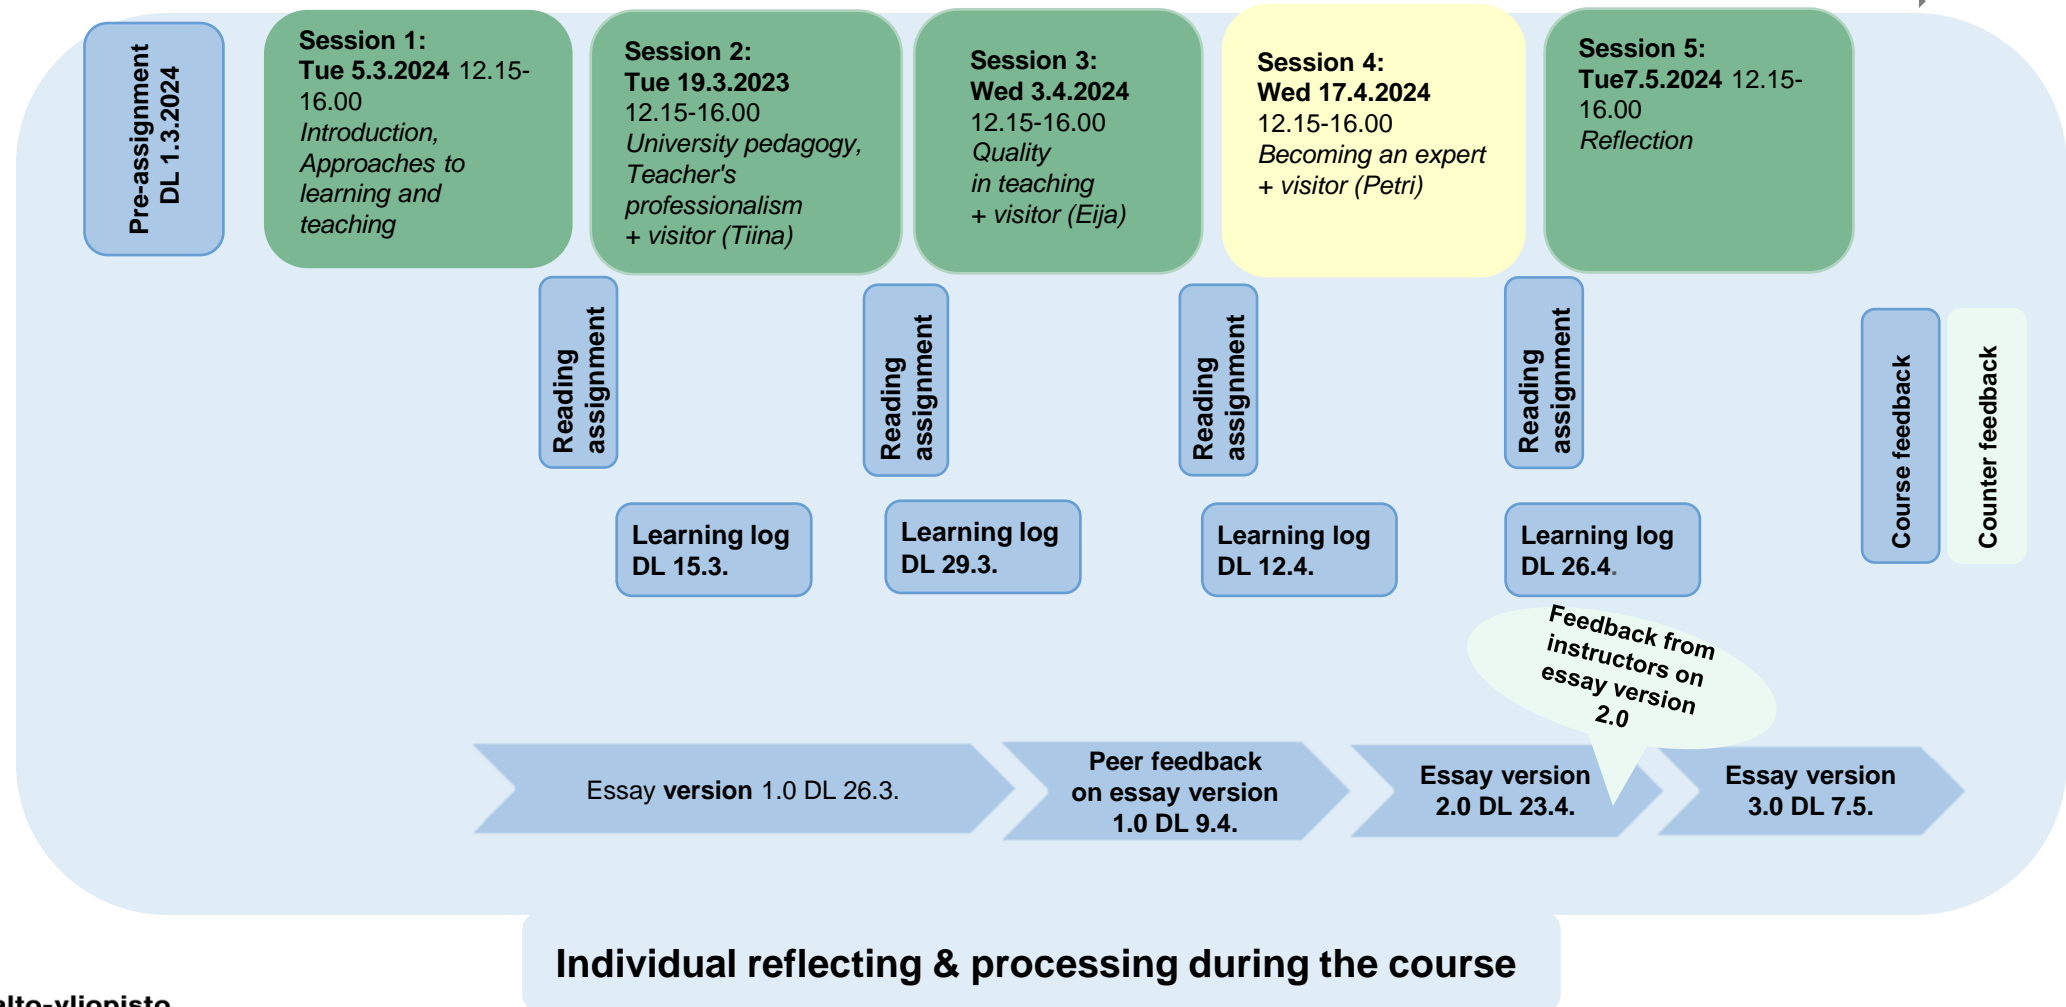 Pre-assignment
DL 1.3.2024
Session 1:
Tue 5.3.2024 12.15-
16.00
Introduction,
Approaches to
learning and
teaching
Session 2:
Tue 19.3.2023
12.15-16.00
University pedagogy,
Teacher's
professionalism
+ visitor (Tiina)
Session 3:
Wed 3.4.2024
12.15-16.00
Quality
in teaching
+ visitor (Eija)
Session 4:
Wed 17.4.2024
12.15-16.00
Becoming an expert
+ visitor (Petri)
Session 5:
Tue7.5.2024 12.15-
16.00
Reflection
Reading
assignment
Reading
assignment
Reading
assignment
Reading
assignment
Course feedback
Counter feedback
Learning log
DL 15.3.
Learning log
DL 29.3.
Learning log
DL 12.4.
Learning log
DL 26.4.
Feedback from
instructors on
essay version
2.0
Essay version 1.0 DL 26.3.
Peer feedback
on essay version
1.0 DL 9.4.
Essay version
2.0 DL 23.4.
Essay version
3.0 DL 7.5.
Individual reflecting & processing during the course
alto-yliopisto